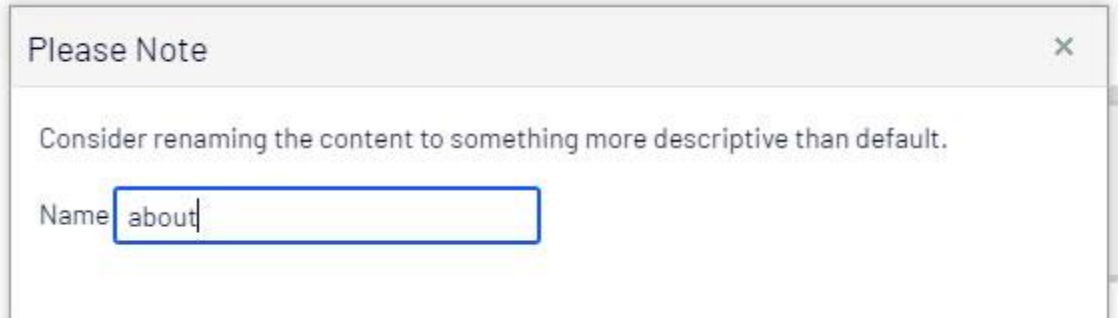 Please Note
Consider renaming the content to something more descriptive than default.
Name about